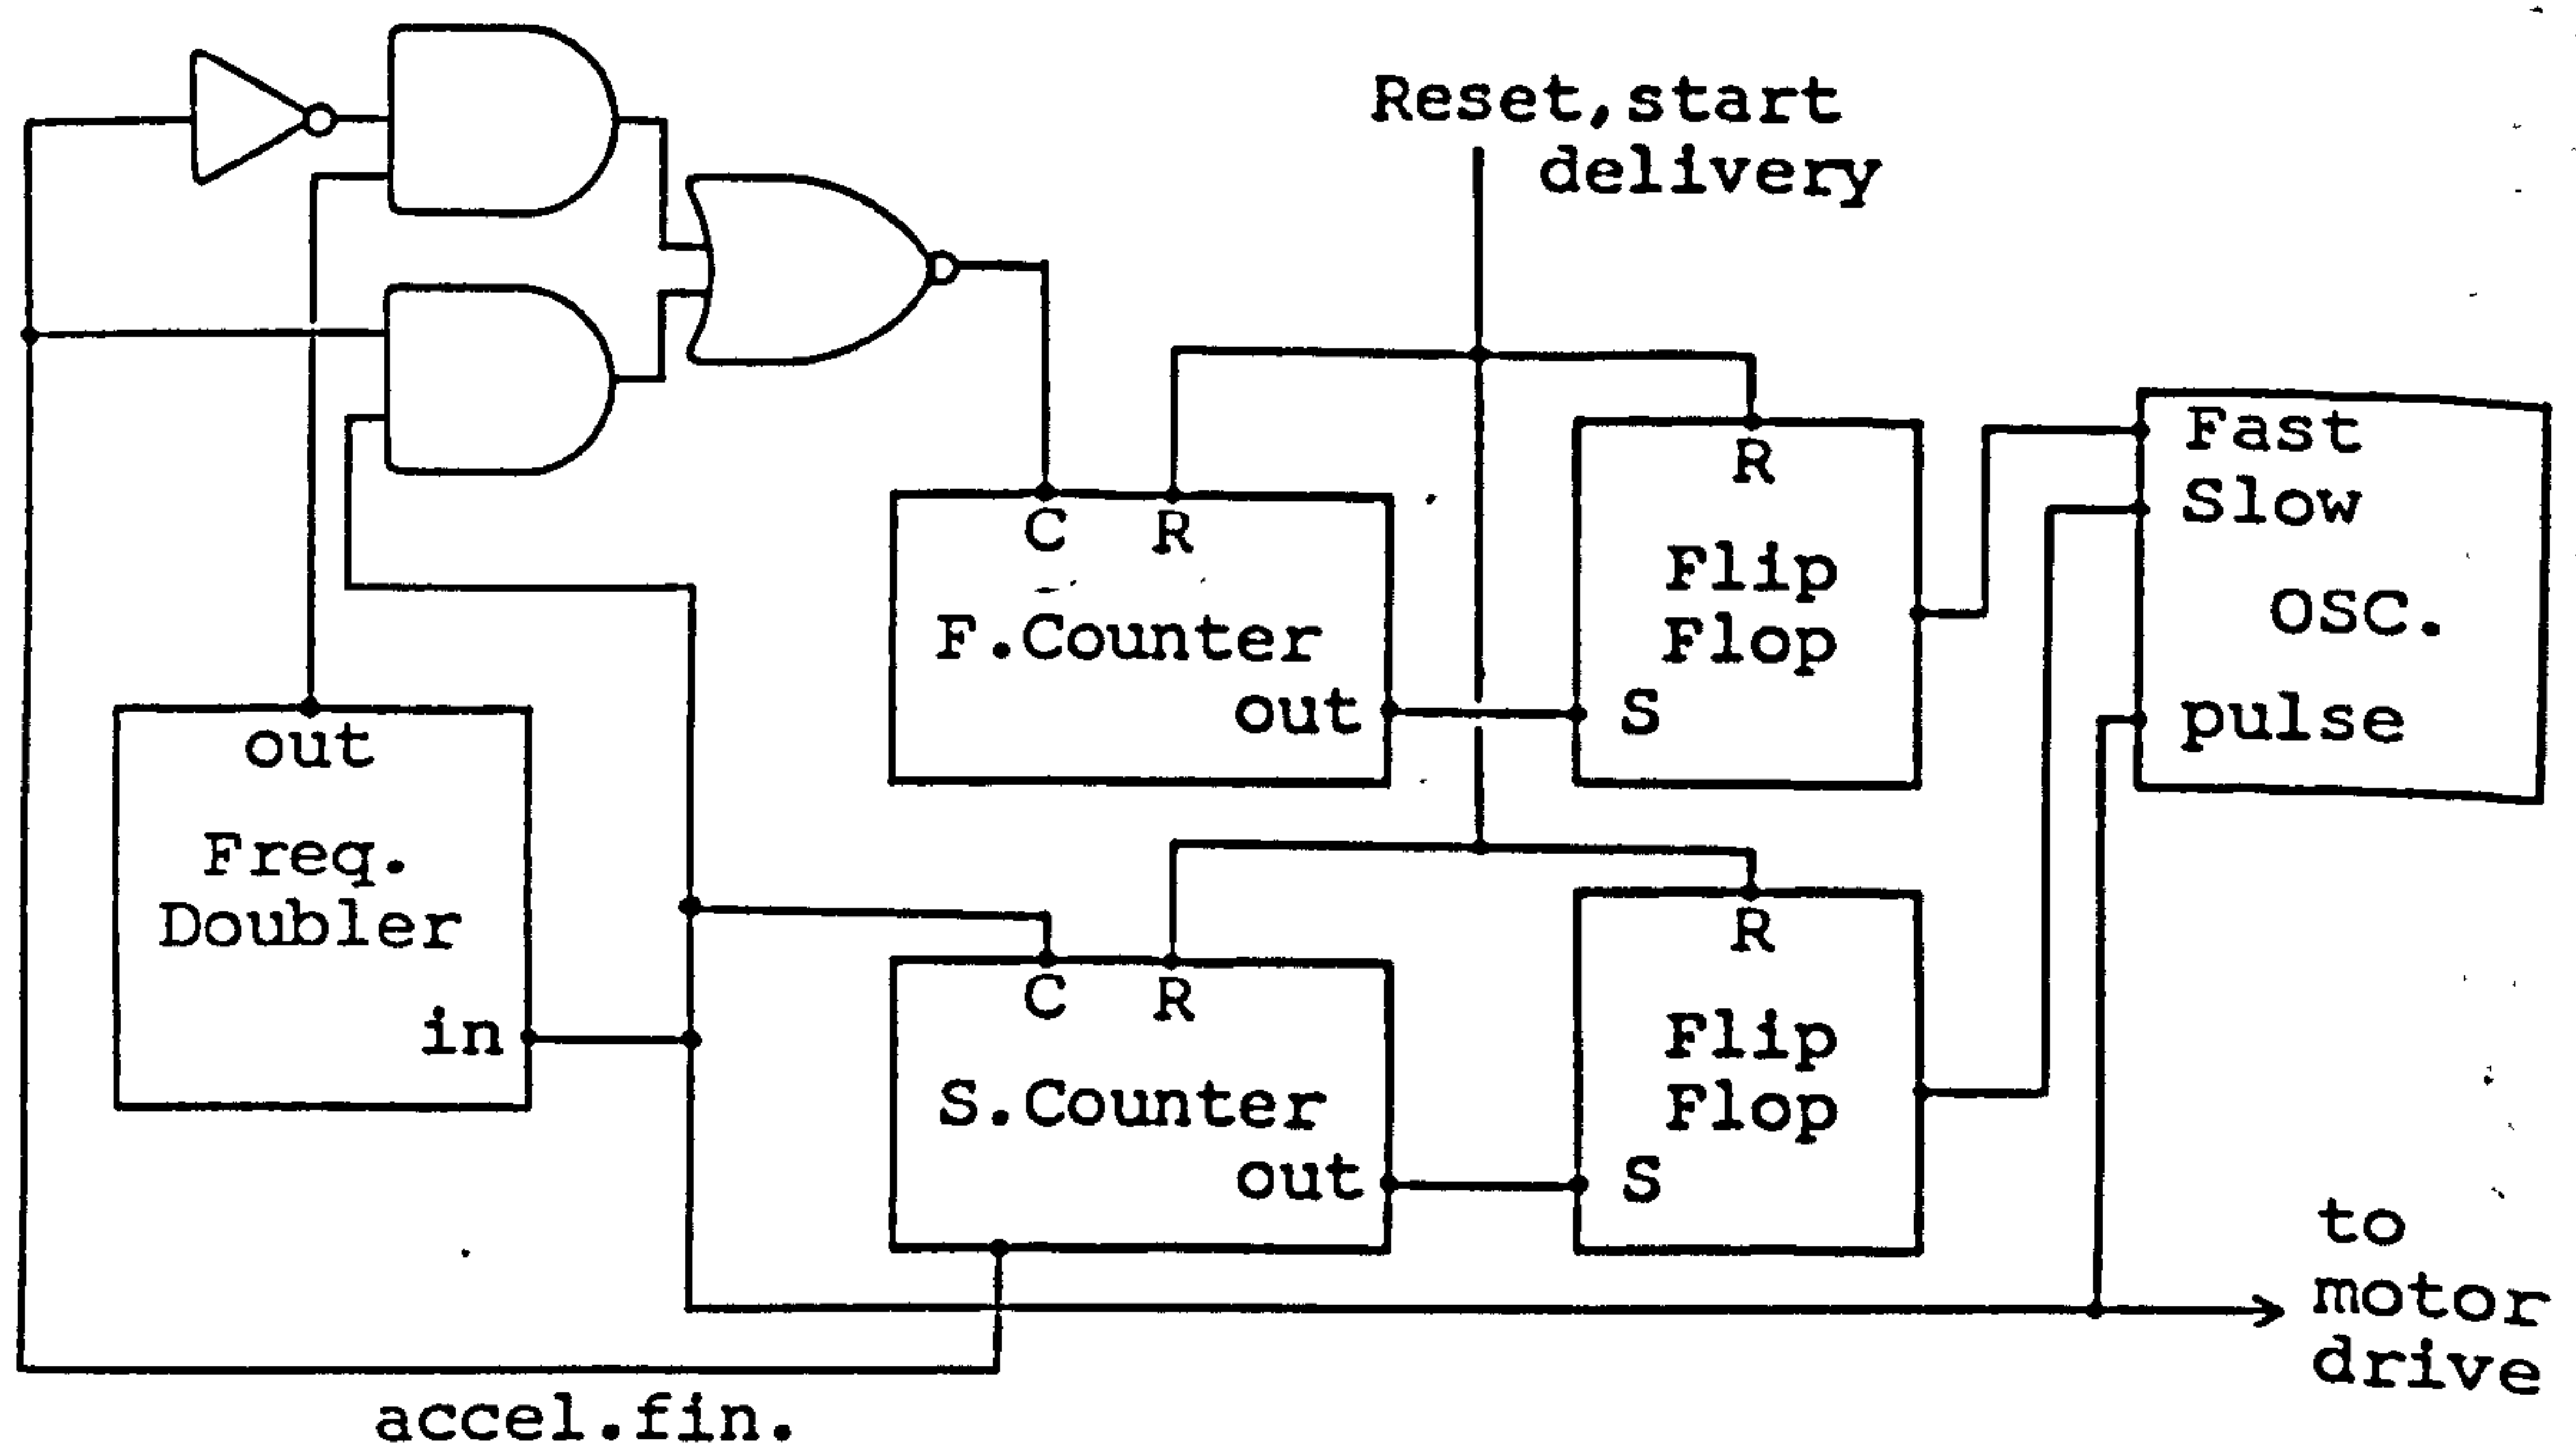 Reset,start
delivery
R
Fast
Slow
C R
Flip
Flop
OSC.
F.Counter
out
S
pulse
out
Freq.
Doubler
in
R
C R
Flip
Flop
S.Counter
out
S
to
motor
drive
accel.fin.